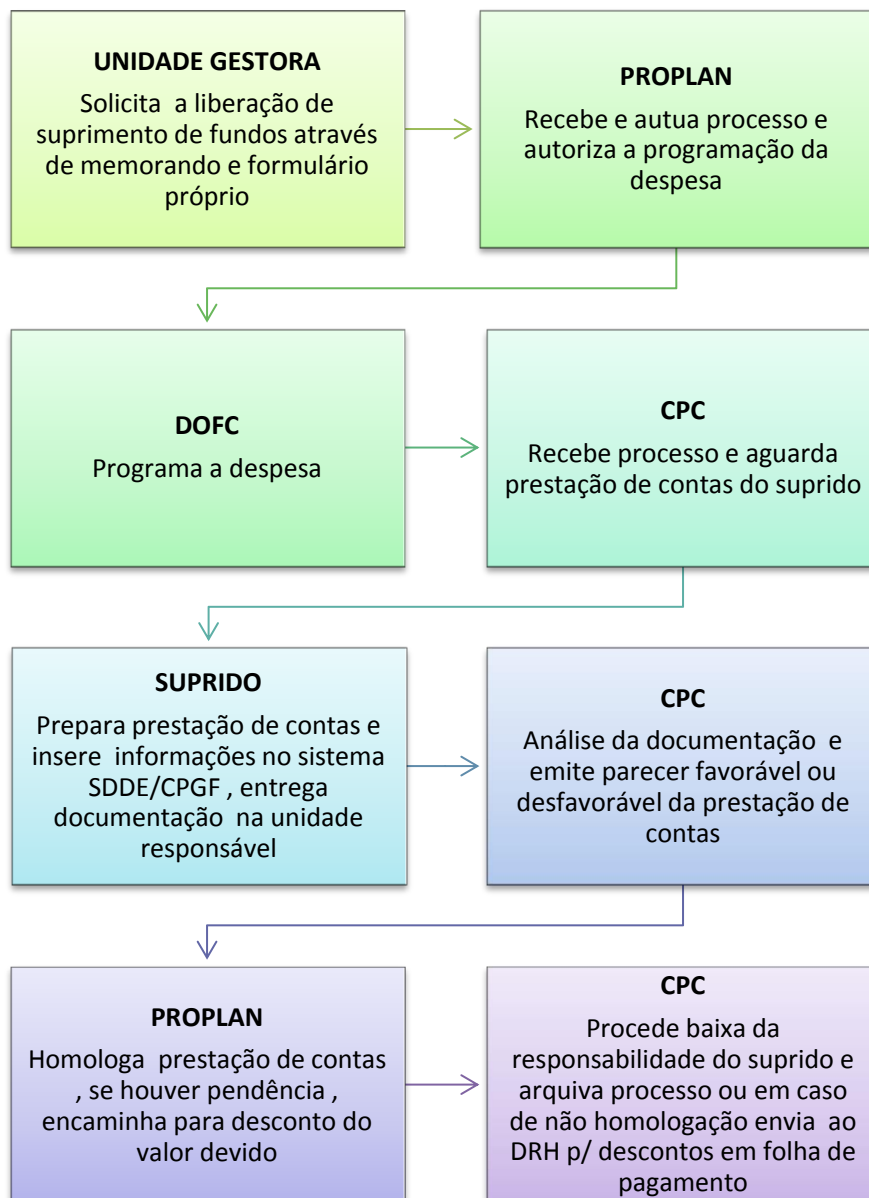 UNIDADE GESTORA
Solicita a liberação de
suprimento de fundos através
de memorando e formulário
próprio
PROPLAN
Recebe e autua processo e
autoriza a programação da
despesa
DOFC
Programa a despesa
CPC
Recebe processo e aguarda
prestação de contas do suprido
SUPRIDO
Prepara prestação de contas e
insere informações no sistema
SDDE/CPGF , entrega
documentação na unidade
responsável
CPC
Análise da documentação e
emite parecer favorável ou
desfavorável da prestação de
contas
PROPLAN
Homologa prestação de contas
, se houver pendência ,
encaminha para desconto do
valor devido
CPC
Procede baixa da
responsabilidade do suprido e
arquiva processo ou em caso
de não homologação envia ao
DRH p/ descontos em folha de
pagamento